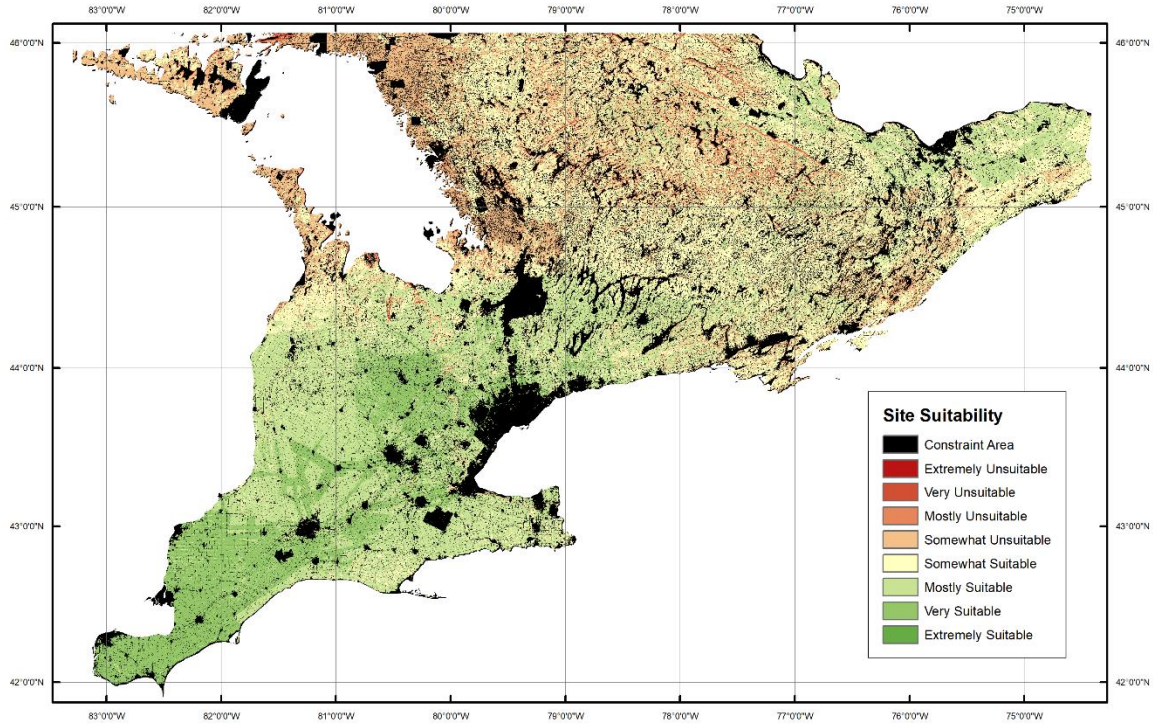 83°0'0"W 82°0'0"W 81°0'0"W 80°0'0"W 79°0'0"W 78°0'0"W 77°0'0"W 76°0'0"W 75°0'0"W
46°0'0"N 46°0'0"N
45°0'0"N 45°0'0"N
44°0'0"N 44°0'0"N
Site Suitability
Constraint Area
Extremely Unsuitable
Very Unsuitable
Mostly Unsuitable
43°0'0"N 43°0'0"N
Somewhat Unsuitable
Somewhat Suitable
Mostly Suitable
Very Suitable
Extremely Suitable
42°0'0"N 42°0'0"N
83°0'0"W 82°0'0"W 81°0'0"W 80°0'0"W 79°0'0"W 78°0'0"W 77°0'0"W 76°0'0"W 75°0'0"W